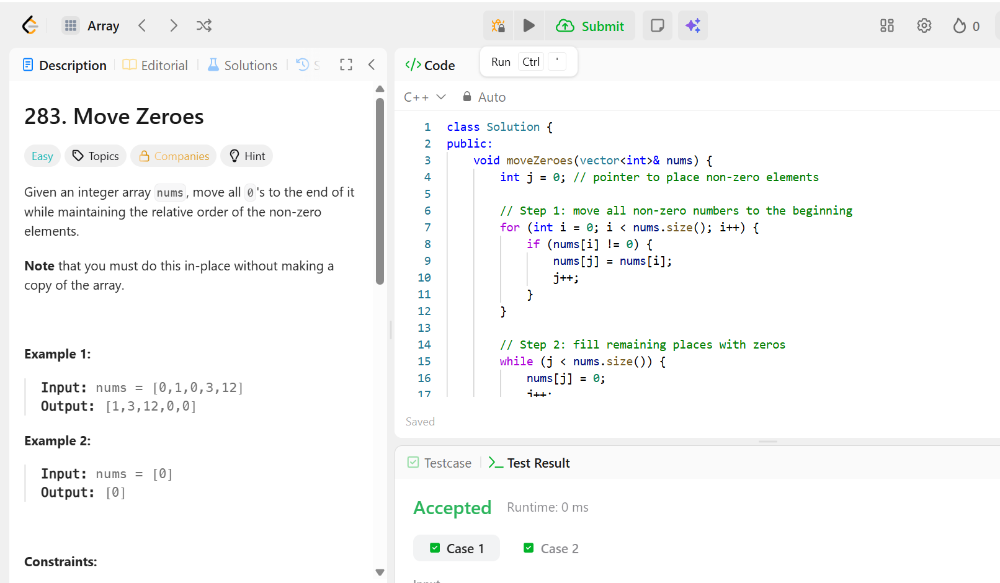 Array
Submit
0
Run Ctrl '
Description
Editorial
Solutions
S
283. Move Zeroes
Easy
Topics
Companies
Hint
Given an integer array nums, move all 0's to the end of it
while maintaining the relative order of the non-zero
elements.
Note that you must do this in-place without making a
copy of the array.
Example 1:
Input: nums = [0,1,0,3,12]
Output: [1,3,12,0,0]
Example 2:
Input: nums = [0]
Output: [0]
Constraints:
</> Code
C++
Auto
1 class Solution {
2 public:
3 void moveZeroes(vector<int>& nums) {
4 int j = 0; // pointer to place non-zero elements
5
6 // Step 1: move all non-zero numbers to the beginning
7 for (int i = 0; i < nums.size(); i++) {
8 if (nums[i] != 0) {
9 nums[j] = nums[i];
10 j++;
11 }
12 }
13
14 // Step 2: fill remaining places with zeros
15 while (j < nums.size()) {
16 nums[j] = 0;
17 j++;
Saved
Testcase
Test Result
Accepted
Runtime: 0 ms
Case 1
Case 2
Input